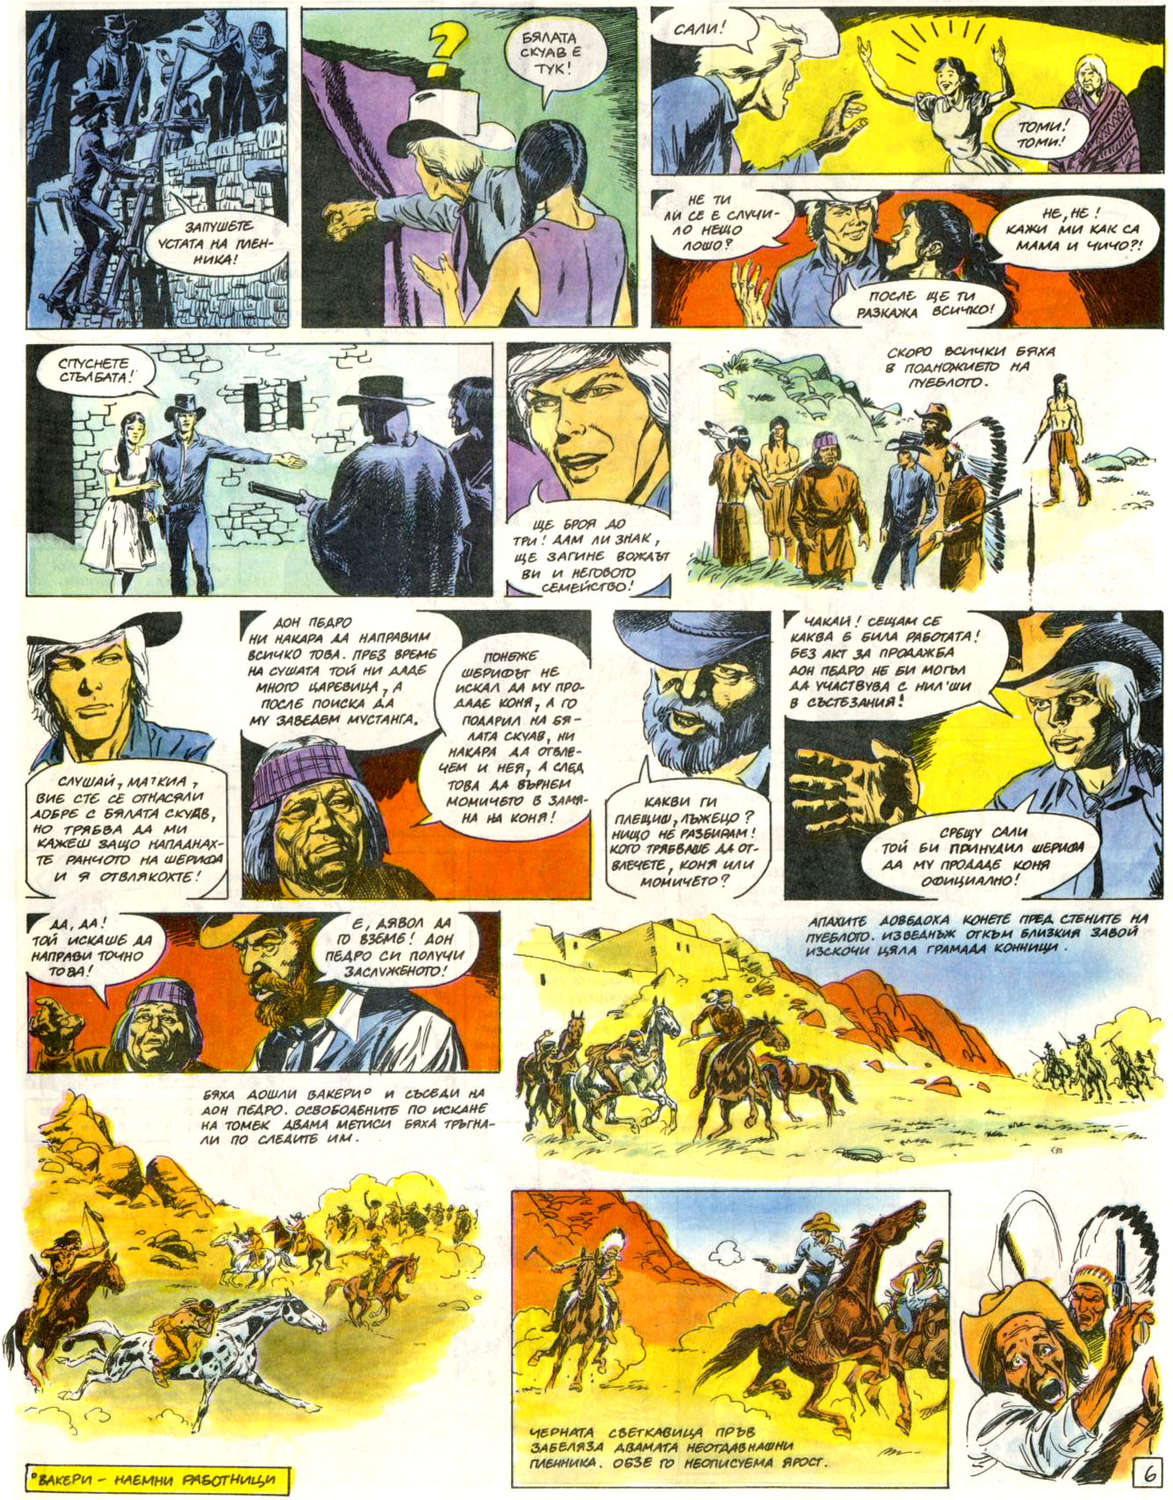 ЗАПУШЕТЕ
УСТАТА НА ПЛЕН-
НИКА!
?
БЯЛАТА
СКУАВ Е
ТУК!
САЛИ!
ТОМИ!
ТОМИ!
НЕ ТИ
ЛИ СЕ Е СЛУЧИ-
ЛО НЕЩО
ЛОШО?
НЕ, НЕ!
КАЖИ МИ КАК СА
МАМА И ЧИЧО?!
ПОСЛЕ ЩЕ ТИ
РАЗКАЖА ВСИЧКО!
СПУСНЕТЕ
СТЪЛБАТА!
ЩЕ БРОЯ ДО
ТРИ! ДАМ ЛИ ЗНАК,
ЩЕ ЗАГИНЕ ВОЖДЪТ
ВИ И НЕГОВОТО
СЕМЕЙСТВО!
СКОРО ВСИЧКИ БЯХА
В ПОДНОЖИЕТО НА
ПУЕБЛОТО.
СЛУШАЙ, МА'КИА,
ВИЕ СТЕ СЕ ОТНАСЯЛИ
ДОБРЕ С БЯЛАТА СКУАВ,
НО ТРЯБВА ДА МИ
КАЖЕШ ЗАЩО НАПАДНАХ-
ТЕ РАНЧОТО НА ШЕРИФА
И Я ОТВЛЯКОХТЕ!
ДОН ПЕДРО
НИ НАКАРА ДА НАПРАВИМ
ВСИЧКО ТОВА. ПРЕЗ ВРЕМЕ
НА СУШАТА ТОЙ НИ ДАДЕ
МНОГО ЦАРЕВИЦА, А
ПОСЛЕ ПОИСКА ДА
МУ ЗАВЕДЕМ МУСТАНГА.
ПОНЕЖЕ
ШЕРИФЪТ НЕ
ИСКАЛ ДА МУ ПРО-
ДАДЕ КОНЯ, А ГО
ПОДАРИЛ НА БЯ-
ЛАТА СКУАВ, НИ
НАКАРА ДА ОТВЛЕ-
ЧЕМ И НЕЯ, А СЛЕД
ТОВА ДА ВЪРНЕМ
МОМИЧЕТО В ЗАМЯ-
НА НА КОНЯ!
КАКВИ ГИ
ПЛЕЩИШ, ЛЪЖЕЦО?
НИЩО НЕ РАЗБИРАМ!
КОГО ТРЯБВАШЕ ДА ОТ-
ВЛЕЧЕТЕ, КОНЯ ИЛИ
МОМИЧЕТО?
ЧАКАЙ! СЕЩАМ СЕ
КАКВА Е БИЛА РАБОТАТА!
БЕЗ АКТ ЗА ПРОДАЖБА
ДОН ПЕДРО НЕ БИ МОГЪЛ
ДА УЧАСТВУВА С НИЛ'ШИ
В СЪСТЕЗАНИЯ!
СРЕЩУ САЛИ
ТОЙ БИ ПРИНУДИЛ ШЕРИФА
ДА МУ ПРОДАДЕ КОНЯ
ОФИЦИАЛНО!
ДА, ДА!
ТОЙ ИСКАШЕ ДА
НАПРАВИ ТОЧНО
ТОВА!
Е, ДЯВОЛ ДА
ГО ВЗЕМЕ! ДОН
ПЕДРО СИ ПОЛУЧИ
ЗАСЛУЖЕНОТО!
АПАХИТЕ ДОВЕДОХА КОНЕТЕ ПРЕД СТЕНИТЕ НА
ПУЕБЛОТО. ИЗВЕДНЪЖ ОТКЪМ БЛИЗКИЯ ЗАВОЙ
ИЗСКОЧИ ЦЯЛА ГРАМАДА КОННИЦИ.
БЯХА ДОШЛИ ВАКЕРИ° И СЪСЕДИ НА
ДОН ПЕДРО. ОСВОБОДЕНИТЕ ПО ИСКАНЕ
НА ТОМЕК ДВАМА МЕТИСИ БЯХА ТРЪГНА-
ЛИ ПО СЛЕДИТЕ ИМ.
ЧЕРНАТА СВЕТКАВИЦА ПРЪВ
ЗАБЕЛЯЗА ДВАМАТА НЕОТДАВНАШНИ
ПЛЕННИКА. ОБЗЕ ГО НЕОПИСУЕМА ЯРОСТ.
°ВАКЕРИ – НАЕМНИ РАБОТНИЦИ
6